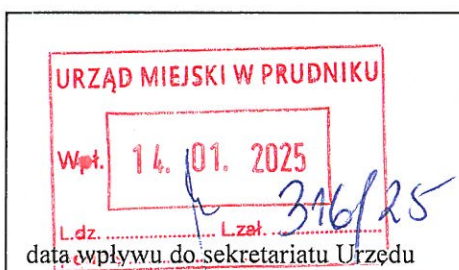 URZĄD MIEJSKI W PRUDNIKU
Wpł. 14. 01. 2025
L.dz. .................. L.zał. .................. 316/25
data wpływu do sekretariatu Urzędu